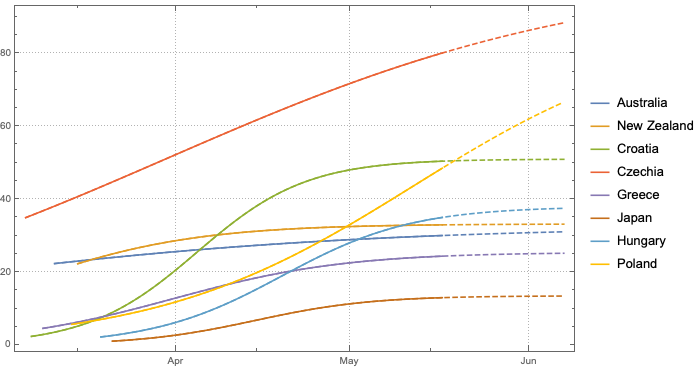 80
60
40
20
0
Apr
May
Jun
Australia
New Zealand
Croatia
Czechia
Greece
Japan
Hungary
Poland